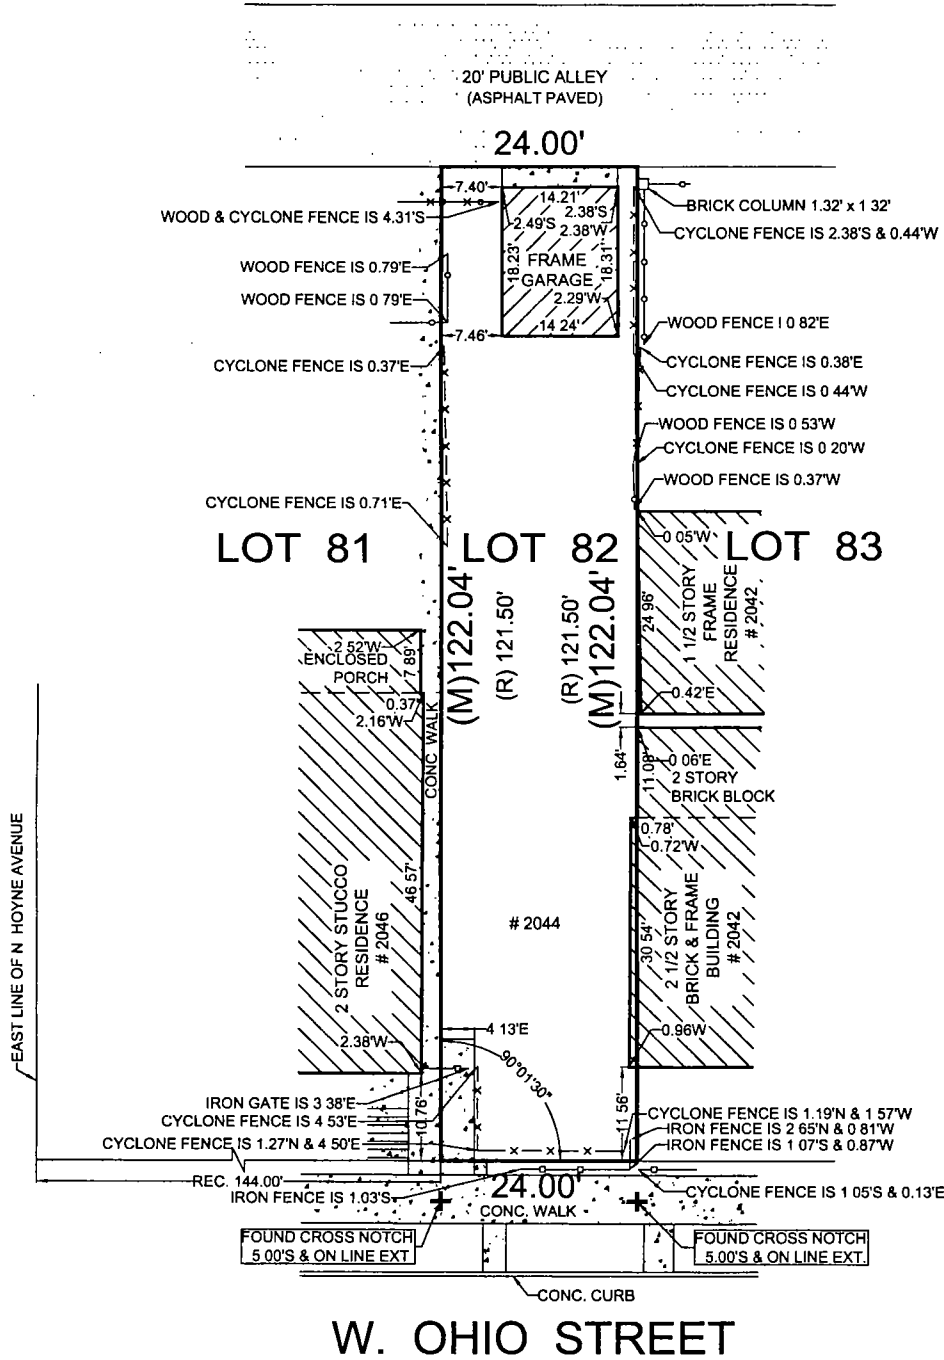 20' PUBLIC ALLEY
(ASPHALT PAVED)
24.00'
7.40'
14.21'
BRICK COLUMN 1.32' x 1 32'
WOOD & CYCLONE FENCE IS 4.31'S
2.49'S
2.38'S
2.38'W
CYCLONE FENCE IS 2.38'S & 0.44'W
18.23'
18.31'
FRAME
GARAGE
WOOD FENCE IS 0.79'E
WOOD FENCE IS 0 79'E
2.29'W
14 24'
7.46'
WOOD FENCE I 0 82'E
CYCLONE FENCE IS 0.37'E
CYCLONE FENCE IS 0.38'E
CYCLONE FENCE IS 0 44'W
WOOD FENCE IS 0 53'W
CYCLONE FENCE IS 0 20'W
WOOD FENCE IS 0.37'W
CYCLONE FENCE IS 0.71'E
0 05'W
LOT 81
LOT 82
LOT 83
(M)122.04'
(R) 121.50'
(R) 121.50'
(M)122.04'
24 96'
1 1/2 STORY
FRAME
RESIDENCE
# 2042
0.42'E
2 52'W
ENCLOSED
PORCH
7 89'
0.37'
2.16'W
CONC WALK
1.64'
11.08'
0 06'E
2 STORY
BRICK BLOCK
0.78'
0.72'W
46 57'
2 STORY STUCCO
RESIDENCE
# 2046
# 2044
30 54'
2 1/2 STORY
BRICK & FRAME
BUILDING
# 2042
0.96W
EAST LINE OF N HOYNE AVENUE
2.38'W
4 13'E
90°01'30"
10.76'
11 56'
IRON GATE IS 3 38'E
CYCLONE FENCE IS 4 53'E
CYCLONE FENCE IS 1.27'N & 4 50'E
CYCLONE FENCE IS 1.19'N & 1 57'W
IRON FENCE IS 2 65'N & 0 81'W
IRON FENCE IS 1 07'S & 0.87'W
REC. 144.00'
IRON FENCE IS 1.03'S
24.00'
CONC. WALK
CYCLONE FENCE IS 1 05'S & 0.13'E
FOUND CROSS NOTCH
5 00'S & ON LINE EXT
FOUND CROSS NOTCH
5.00'S & ON LINE EXT.
CONC. CURB
W. OHIO STREET